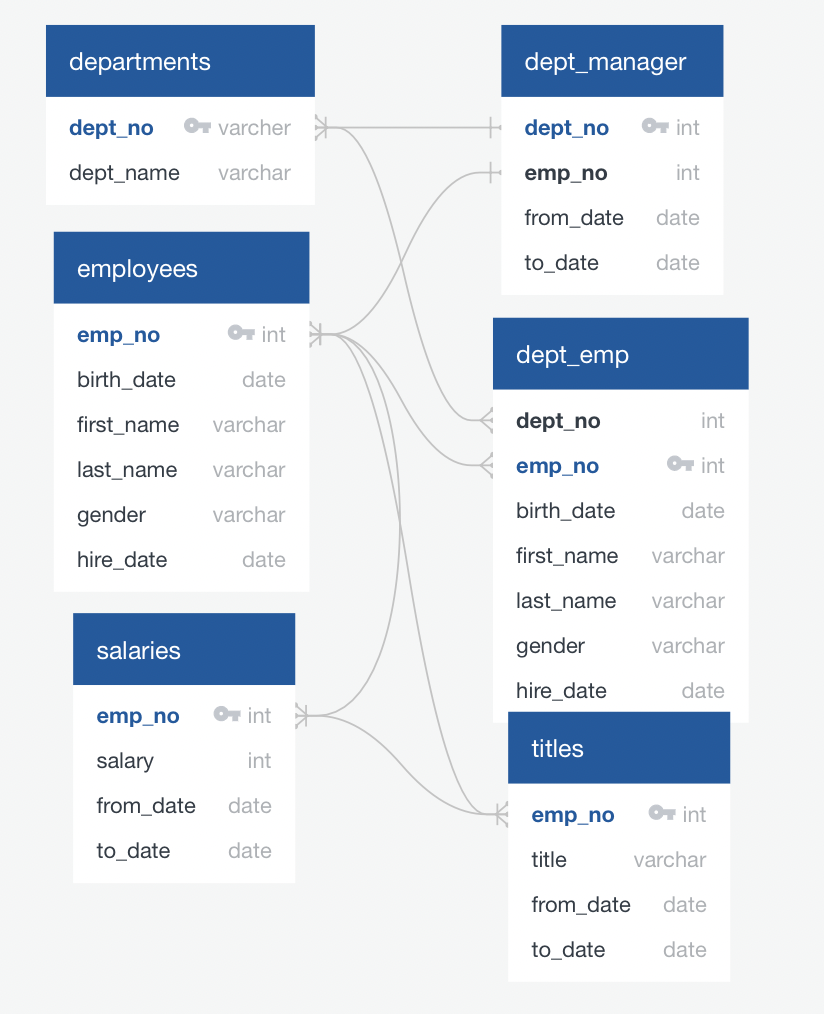 departments
dept_no varcher
dept_name varchar
employees
emp_no int
birth_date date
first_name varchar
last_name varchar
gender varchar
hire_date date
salaries
emp_no int
salary int
from_date date
to_date date
dept_manager
dept_no int
emp_no int
from_date date
to_date date
dept_emp
dept_no int
emp_no int
birth_date date
first_name varchar
last_name varchar
gender varchar
hire_date date
titles
emp_no int
title varchar
from_date date
to_date date